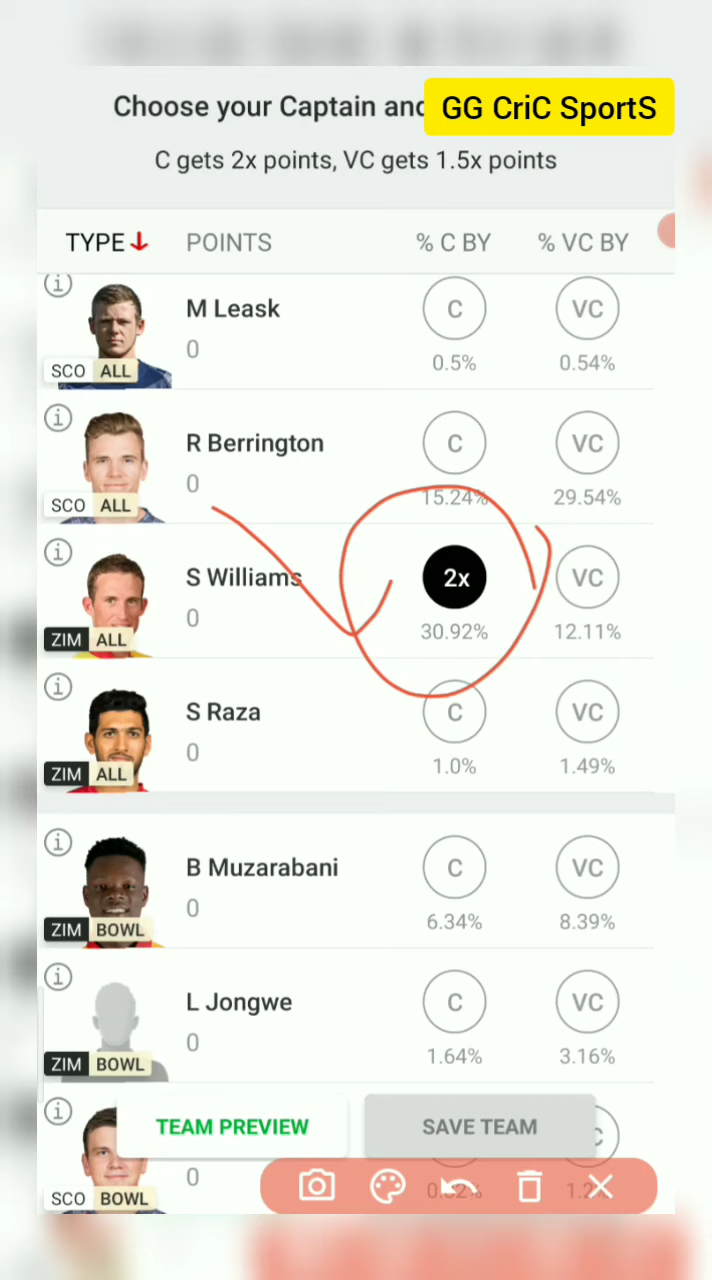 Choose your Captain and
GG CriC SportS
C gets 2x points, VC gets 1.5x points
TYPE POINTS % C BY % VC BY
M Leask C VC
0
SCO ALL 0.5% 0.54%
R Berrington C VC
0
SCO ALL 15.24% 29.54%
S Williams 2x VC
0
ZIM ALL 30.92% 12.11%
S Raza C VC
0
ZIM ALL 1.0% 1.49%
B Muzarabani C VC
0
ZIM BOWL 6.34% 8.39%
L Jongwe C VC
0
ZIM BOWL 1.64% 3.16%
TEAM PREVIEW SAVE TEAM
0
SCO BOWL